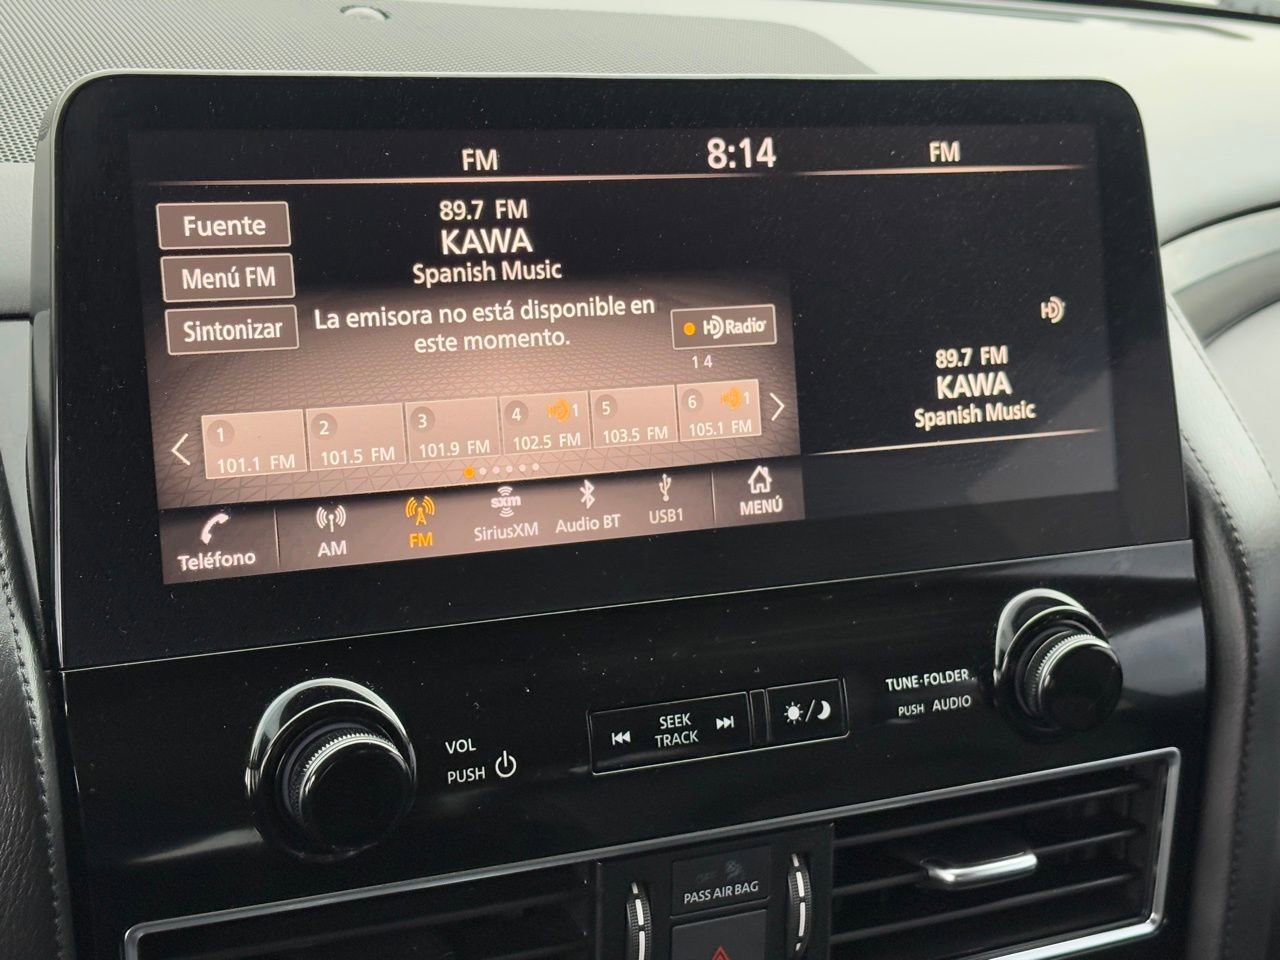 FM
8:14
FM
Fuente
Menú FM
Sintonizar
89.7 FM
KAWA
Spanish Music
La emisora no está disponible en
este momento.
HD Radio
1 4
1
101.1 FM
2
101.5 FM
3
101.9 FM
4 HD 1
102.5 FM
5
103.5 FM
6 HD 1
105.1 FM
Teléfono
AM
FM
sxm
SiriusXM
Audio BT
USB1
MENÚ
HD
89.7 FM
KAWA
Spanish Music
VOL
PUSH
SEEK
TRACK
TUNE·FOLDER
PUSH AUDIO
PASS AIR BAG